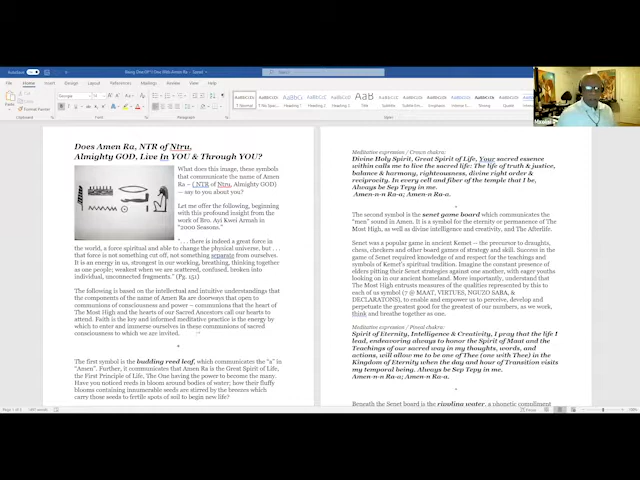 AutoSave
File
Home
Insert
Design
Layout
References
Mailings
Review
View
Help
Georgia
AaBbCcDc
AaB
Normal
Heading 1
Title
Subtitle
Does Amen Ra, NTR of Ntru,
Almighty GOD, Live In YOU & Through YOU?
What does this image, these symbols
that communicate the name of Amen
Ra – ( NTR of Ntru, Almighty GOD)
— say to you about you?
Let me offer the following, beginning
with this profound insight from the
work of Bro. Ayi Kwei Armah in
"2000 Seasons."
" . . . there is indeed a great force in
the world, a force spiritual and able to change the physical universe, but . . .
that force is not something cut off, not something separate from ourselves.
It is an energy in us, strongest in our working, breathing, thinking together
as one people; weakest when we are scattered, confused, broken into
individual, unconnected fragments." (Pg. 151)
The following is based on the intellectual and intuitive understandings that
the components of the name of Amen Ra are doorways that open to
communions of consciousness and power – communions that the heart of
The Most High and the hearts of our Sacred Ancestors call our hearts to
attend. Faith is the key and informed meditative practice is the energy by
which to enter and immerse ourselves in these communions of sacred
consciousness to which we are invited.
The first symbol is the budding reed leaf, which communicates the "a" in
"Amen". Further, it communicates that Amen Ra is the Great Spirit of Life,
the First Principle of Life. The One having the power to become the many.
Have you noticed reeds in bloom around bodies of water; how their fluffy
blooms containing innumerable seeds are stirred by the breezes which
carry those seeds to fertile spots of soil to begin new life?
Meditative expression / Crown chakra:
Divine Holy Spirit, Great Spirit of Life, Your sacred essence
within calls me to live the sacred life: The life of truth & justice,
balance & harmony, righteousness, divine right order &
reciprocity. In every cell and fiber of the temple that I be,
Always be Sep Tepy in me.
Amen-n-n Ra-a; Amen-n-n Ra-a.
The second symbol is the senet game board which communicates the
"men" sound in Amen. It is a symbol for the eternity or permanence of The
Most High, as well as divine intelligence and creativity, and The Afterlife.
Senet was a popular game in ancient Kemet – the precursor to draughts,
chess, checkers and other board games of strategy and skill. Success in the
game of Senet required knowledge of and respect for the teachings and
symbols of Kemet's spiritual tradition. Imagine the constant presence of
elders pitting their Senet strategies against one another, with eager youths
looking on in our ancient homeland. More importantly, understand that
The Most High entrusts measures of the qualities represented by this to
each of us symbol (7 @ MAAT, VIRTUES, NGUZO SABA, &
DECLARATONS), to enable and empower us to perceive, develop and
perpetuate the greatest good for the greatest of our numbers, as we work,
think and breathe together as one.
Meditative expression / Pineal chakra:
Spirit of Eternity, Intelligence & Creativity, I pray that the life I
lead, endeavoring always to honor the Spirit of Maat and the
Teachings of our sacred way in my thoughts, words, and
actions, will allow me to be one of Thee (one with Thee) in the
Kingdom of Eternity when the day and hour of Transition visits
my temporal being. Always be Sep Tepy in me.
Amen-n-n Ra-a; Amen-n-n Ra-a.
Beneath the Senet board is the rippling water, a phonetic compliment